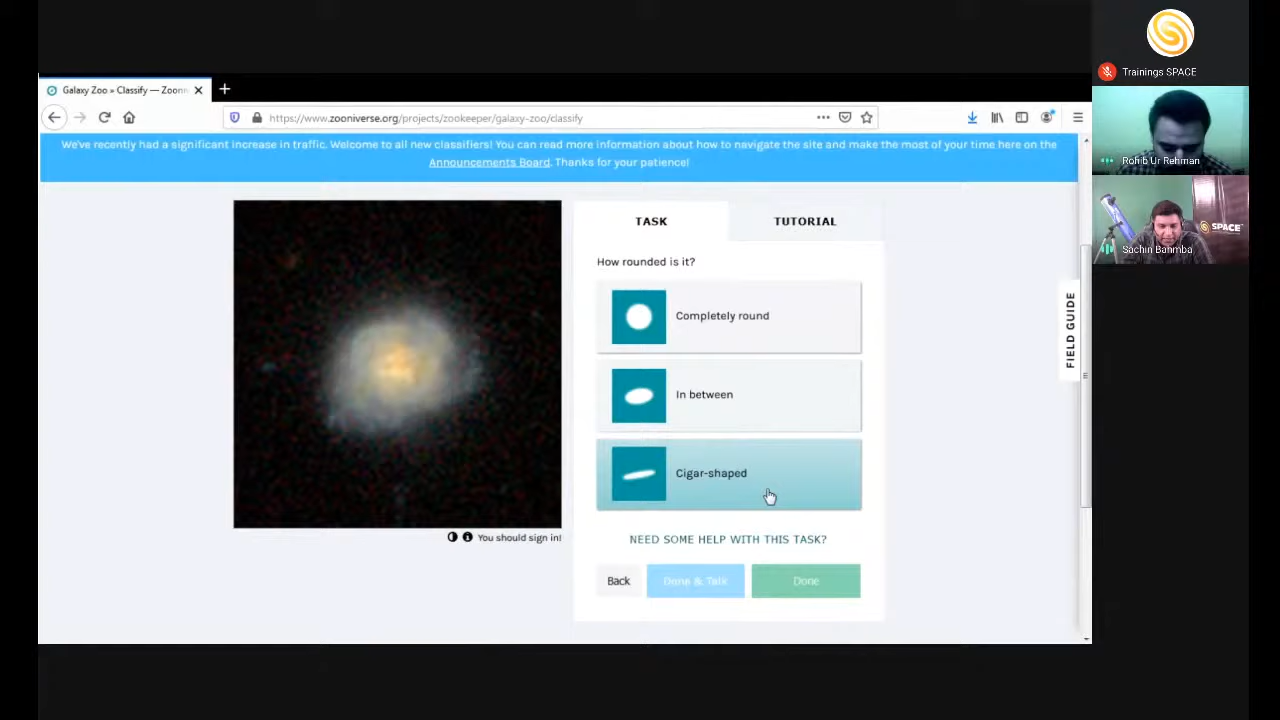 Trainings SPACE
Galaxy Zoo » Classify — Zooni
https://www.zooniverse.org/projects/zookeeper/galaxy-zoo/classify
Rohib Ur Rehman
We've recently had a significant increase in traffic. Welcome to all new classifiers! You can read more information about how to navigate the site and make the most of your time here on the
Announcements Board. Thanks for your patience!
SPACE
Sachin Bahmba
TASK
TUTORIAL
How rounded is it?
Completely round
In between
Cigar-shaped
FIELD GUIDE
You should sign in!
NEED SOME HELP WITH THIS TASK?
Back
Done & Talk
Done